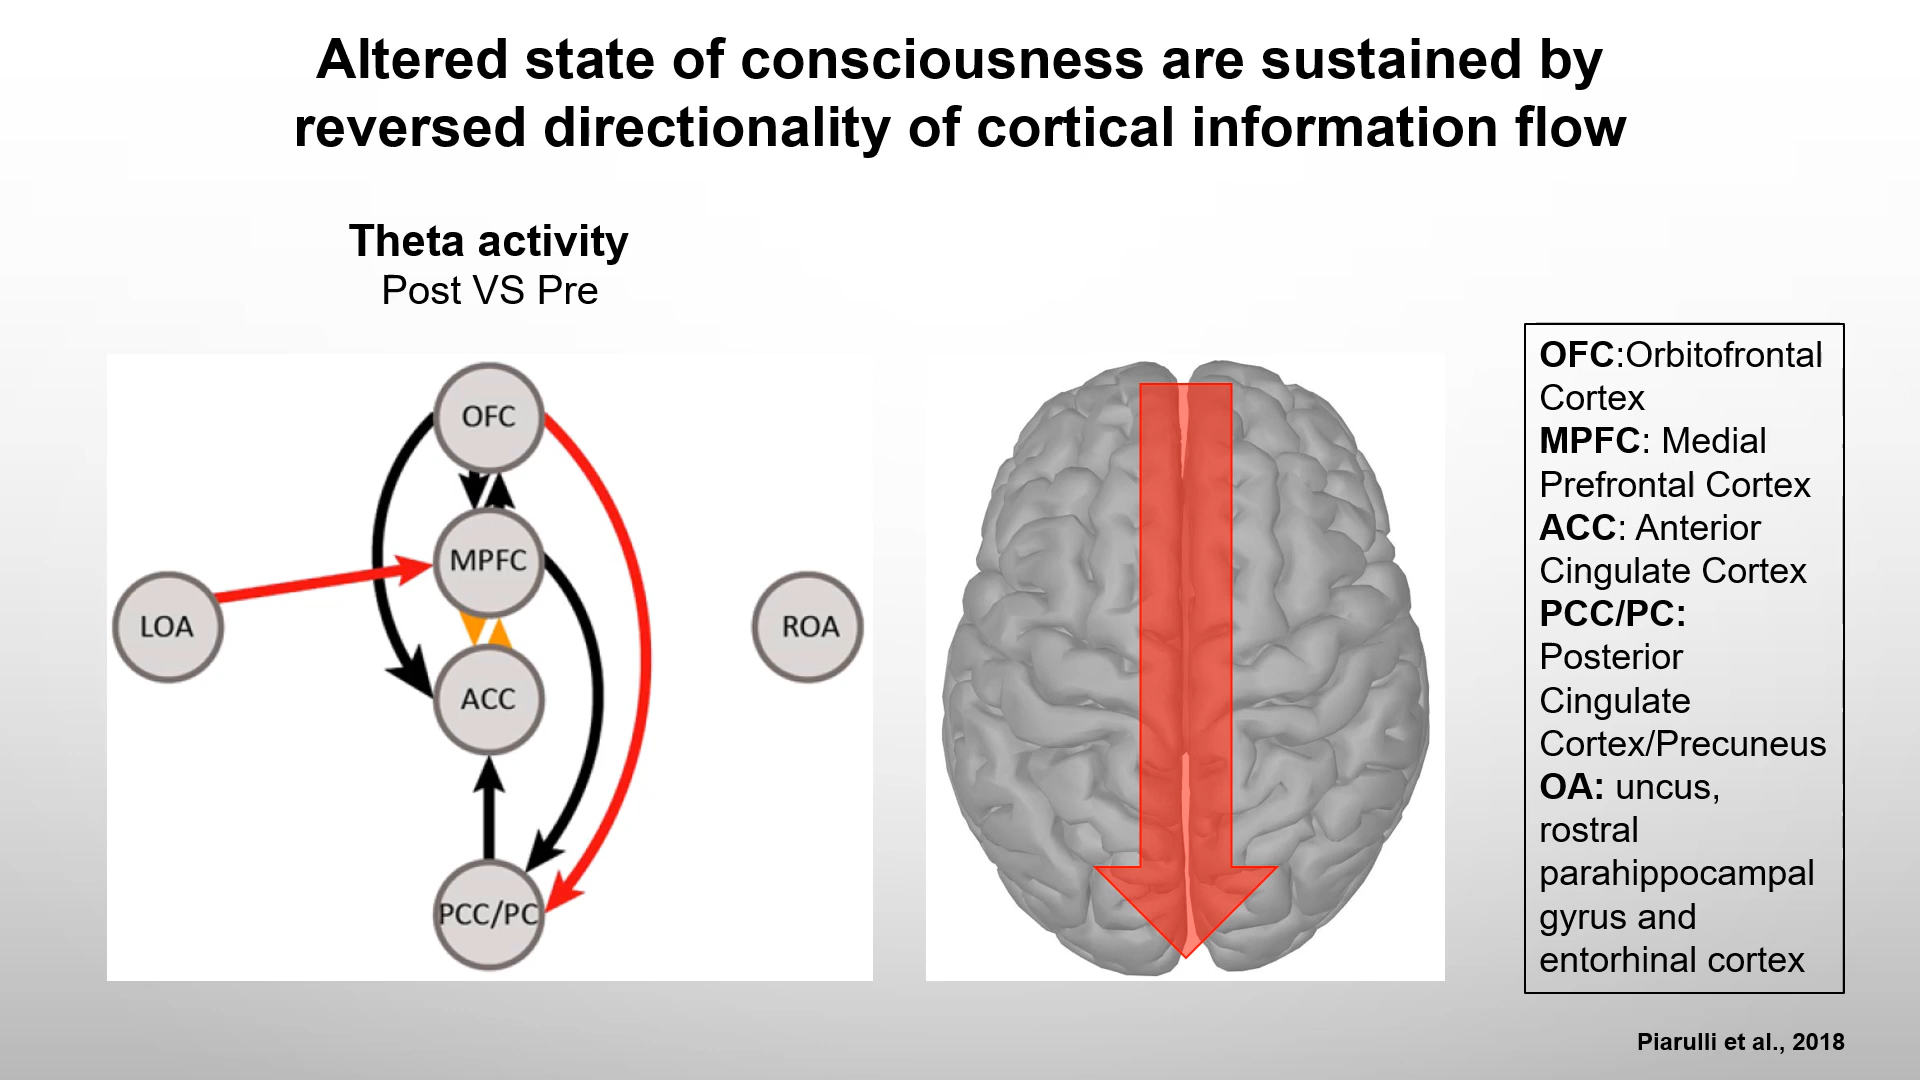 Altered state of consciousness are sustained by
reversed directionality of cortical information flow
Theta activity
Post VS Pre
OFC
MPFC
LOA
ROA
ACC
PCC/PC
OFC:Orbitofrontal
Cortex
MPFC: Medial
Prefrontal Cortex
ACC: Anterior
Cingulate Cortex
PCC/PC:
Posterior
Cingulate
Cortex/Precuneus
OA: uncus,
rostral
parahippocampal
gyrus and
entorhinal cortex
Piarulli et al., 2018